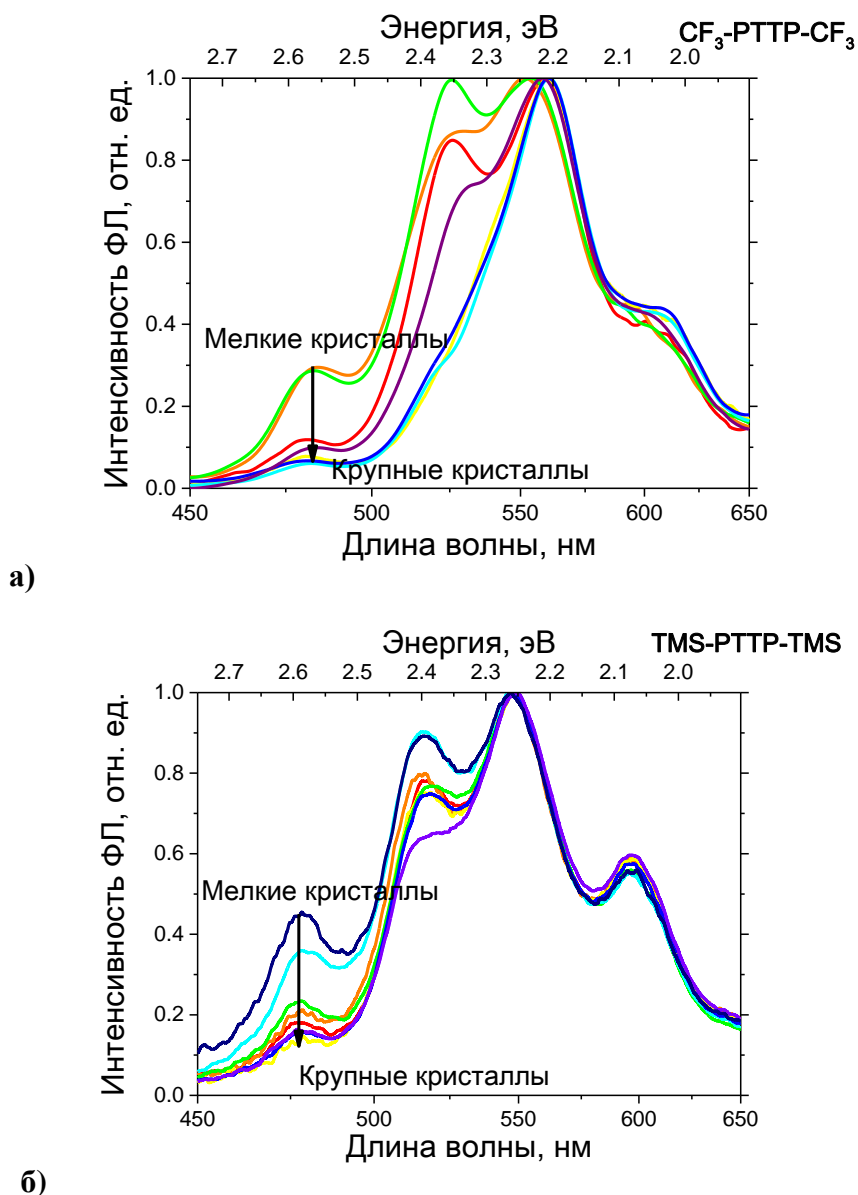 Энергия, эВ
CF₃-PTTP-CF₃
2.7 2.6 2.5 2.4 2.3 2.2 2.1 2.0
Интенсивность ФЛ, отн. ед.
1.0
0.8
0.6
0.4
0.2
0.0
Мелкие кристаллы
Крупные кристаллы
450 500 550 600 650
Длина волны, нм
а)
Энергия, эВ
TMS-PTTP-TMS
2.7 2.6 2.5 2.4 2.3 2.2 2.1 2.0
Интенсивность ФЛ, отн. ед.
1.0
0.8
0.6
0.4
0.2
0.0
Мелкие кристаллы
Крупные кристаллы
450 500 550 600 650
Длина волны, нм
б)